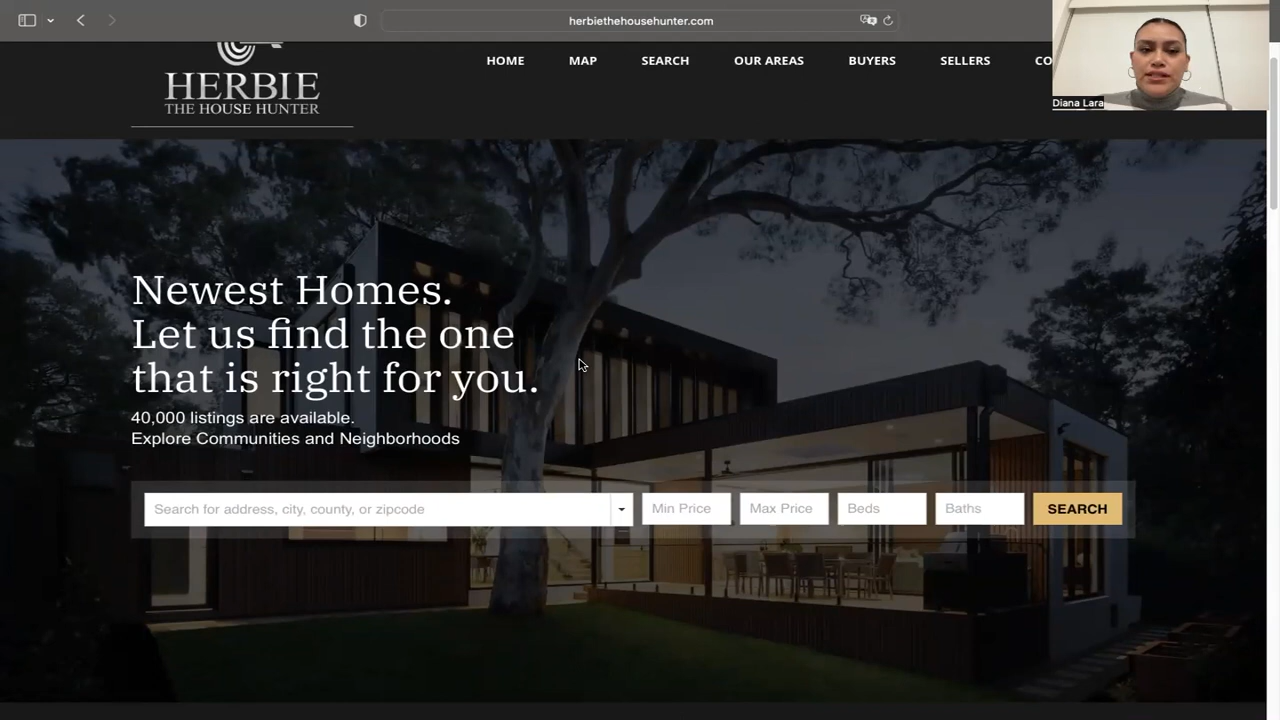 herbiethehousehunter.com
HERBIE
THE HOUSE HUNTER
HOME MAP SEARCH OUR AREAS BUYERS SELLERS CO
Diana Lara
Newest Homes.
Let us find the one
that is right for you.
40,000 listings are available.
Explore Communities and Neighborhoods
Search for address, city, county, or zipcode Min Price Max Price Beds Baths SEARCH